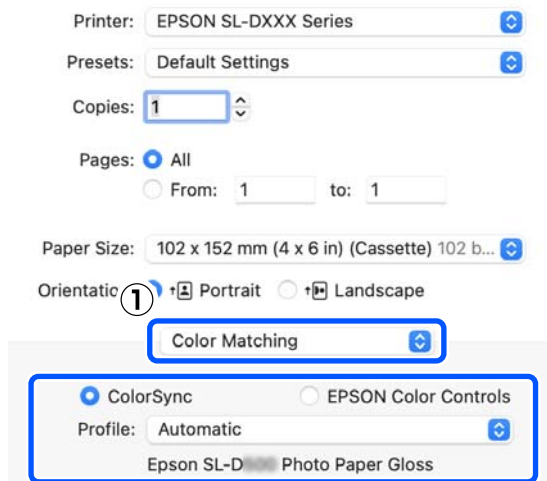 Printer: EPSON SL-DXXX Series
Presets: Default Settings
Copies: 1
Pages: All
From: 1 to: 1
Paper Size: 102 x 152 mm (4 x 6 in) (Cassette) 102 b...
Portrait Landscape
①
Color Matching
ColorSync EPSON Color Controls
Profile: Automatic
Epson SL-D Photo Paper Gloss